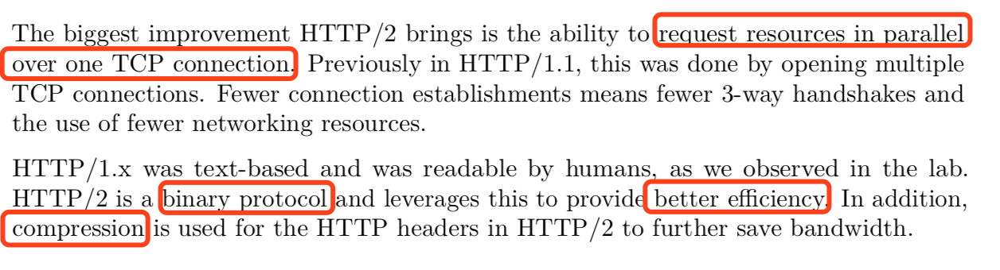 The biggest improvement HTTP/2 brings is the ability to request resources in parallel
over one TCP connection. Previously in HTTP/1.1, this was done by opening multiple
TCP connections. Fewer connection establishments means fewer 3-way handshakes and
the use of fewer networking resources.
HTTP/1.x was text-based and was readable by humans, as we observed in the lab.
HTTP/2 is a binary protocol and leverages this to provide better efficiency. In addition,
compression is used for the HTTP headers in HTTP/2 to further save bandwidth.